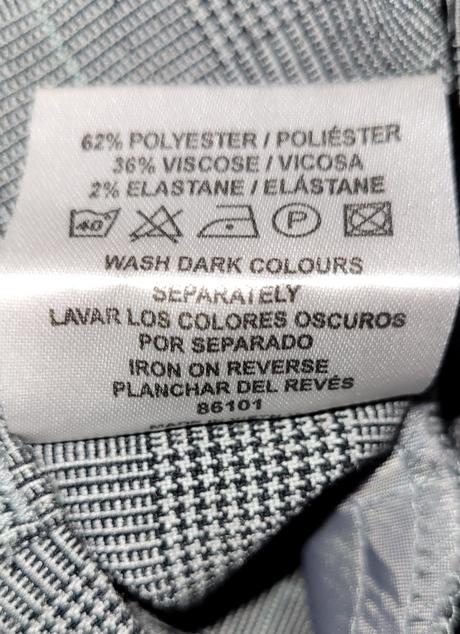 62% POLYESTER / POLIÉSTER
36% VISCOSE / VICOSA
2% ELASTANE / ELÁSTANE
40° P
WASH DARK COLOURS
SEPARATELY
LAVAR LOS COLORES OSCUROS
POR SEPARADO
IRON ON REVERSE
PLANCHAR DEL REVÉS
86101